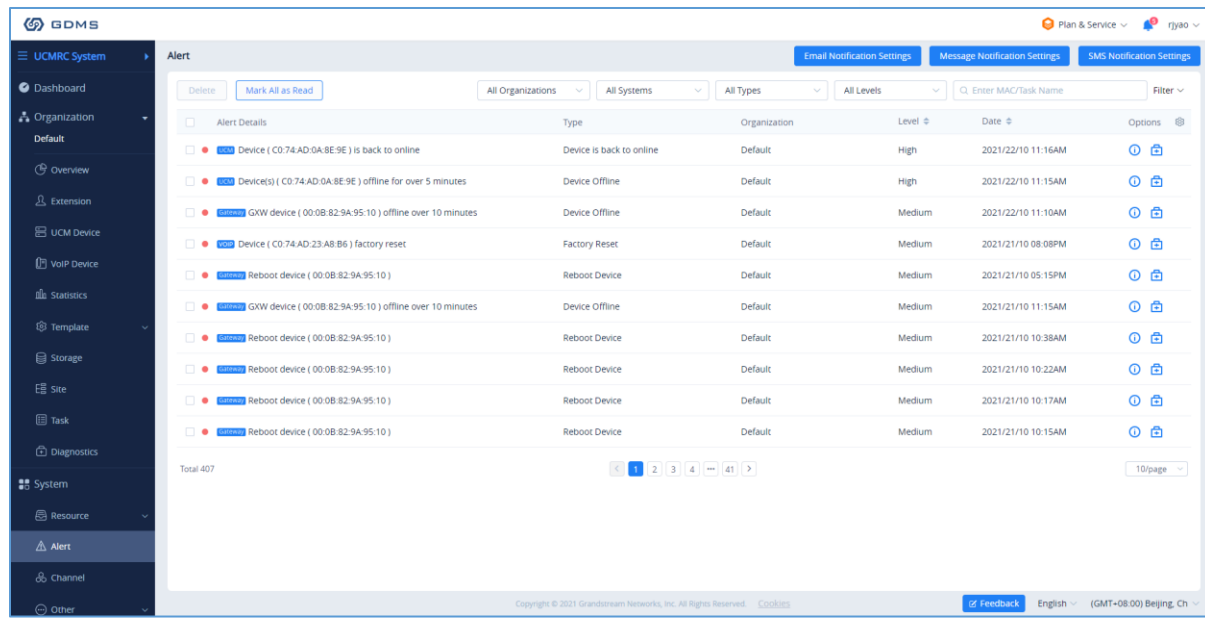 GDMS
Plan & Service
rjyao
UCMRC System
Alert
Email Notification Settings
Message Notification Settings
SMS Notification Settings
Dashboard
Organization
Default
Overview
Extension
UCM Device
VoIP Device
Statistics
Template
Storage
Site
Task
Diagnostics
System
Resource
Alert
Channel
Other
Delete
Mark All as Read
All Organizations
All Systems
All Types
All Levels
Enter MAC/Task Name
Filter
Alert Details Type Organization Level Date Options
UCM Device ( C0:74:AD:0A:8E:9E ) is back to online Device is back to online Default High 2021/22/10 11:16AM
UCM Device(s) ( C0:74:AD:0A:8E:9E ) offline for over 5 minutes Device Offline Default High 2021/22/10 11:15AM
Gateway GXW device ( 00:0B:82:9A:95:10 ) offline over 10 minutes Device Offline Default Medium 2021/22/10 11:10AM
VOIP Device ( C0:74:AD:23:A8:B6 ) factory reset Factory Reset Default Medium 2021/21/10 08:08PM
Gateway Reboot device ( 00:0B:82:9A:95:10 ) Reboot Device Default Medium 2021/21/10 05:15PM
Gateway GXW device ( 00:0B:82:9A:95:10 ) offline over 10 minutes Device Offline Default Medium 2021/21/10 11:15AM
Gateway Reboot device ( 00:0B:82:9A:95:10 ) Reboot Device Default Medium 2021/21/10 10:38AM
Gateway Reboot device ( 00:0B:82:9A:95:10 ) Reboot Device Default Medium 2021/21/10 10:22AM
Gateway Reboot device ( 00:0B:82:9A:95:10 ) Reboot Device Default Medium 2021/21/10 10:17AM
Gateway Reboot device ( 00:0B:82:9A:95:10 ) Reboot Device Default Medium 2021/21/10 10:15AM
Total 407
1 2 3 4 ··· 41
10/page
Copyright © 2021 Grandstream Networks, Inc. All Rights Reserved. Cookies
Feedback
English
(GMT+08:00) Beijing, Ch